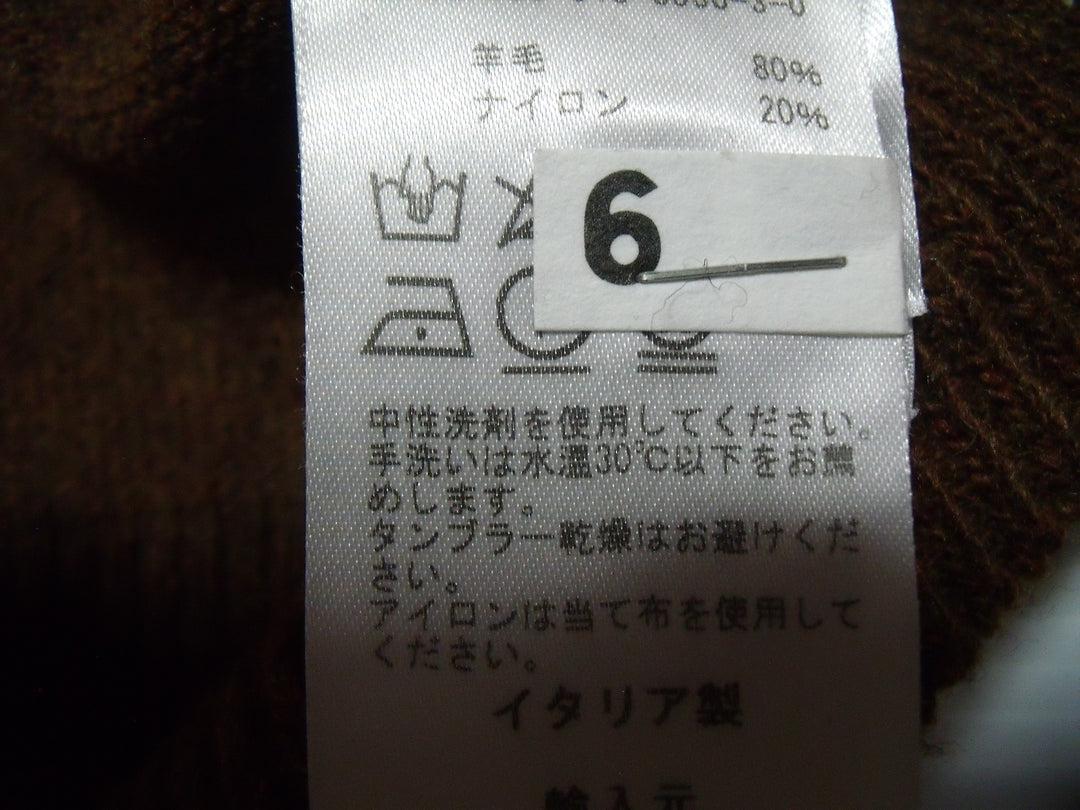 羊毛 80%
ナイロン 20%
6
中性洗剤を使用してください。
手洗いは水温30℃以下をお薦
めします。
タンブラー乾燥はお避けくだ
さい。
アイロンは当て布を使用して
ください。
イタリア製
輸入元